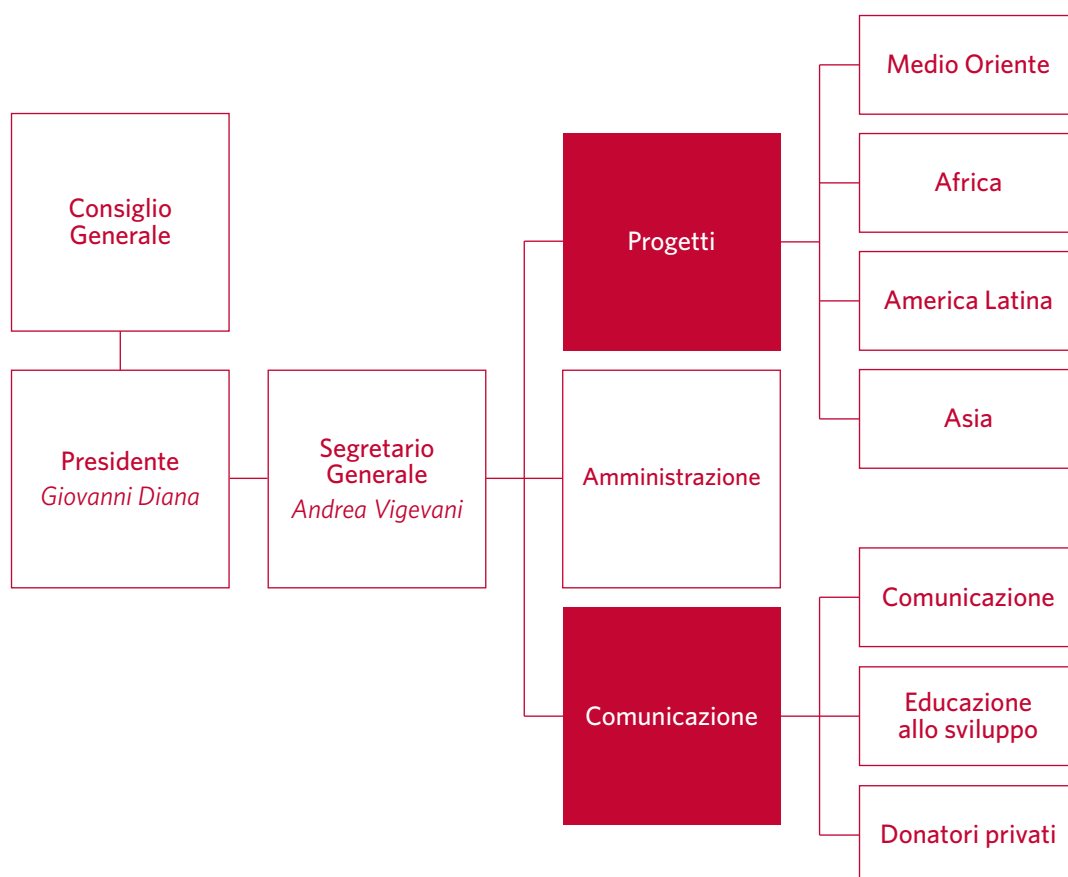 Consiglio
Generale
Presidente
Giovanni Diana
Segretario
Generale
Andrea Vigevani
Progetti
Amministrazione
Comunicazione
Medio Oriente
Africa
America Latina
Asia
Comunicazione
Educazione
allo sviluppo
Donatori privati